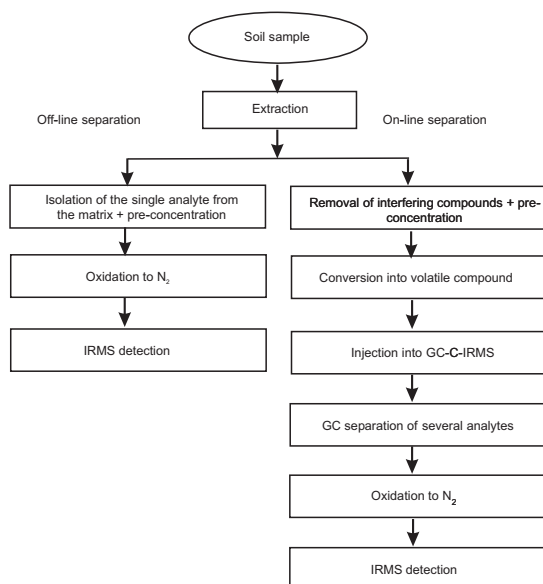 Soil sample
Extraction
Off-line separation
On-line separation
Isolation of the single analyte from
the matrix + pre-concentration
Oxidation to N₂
IRMS detection
Removal of interfering compounds + pre-
concentration
Conversion into volatile compound
Injection into GC-C-IRMS
GC separation of several analytes
Oxidation to N₂
IRMS detection